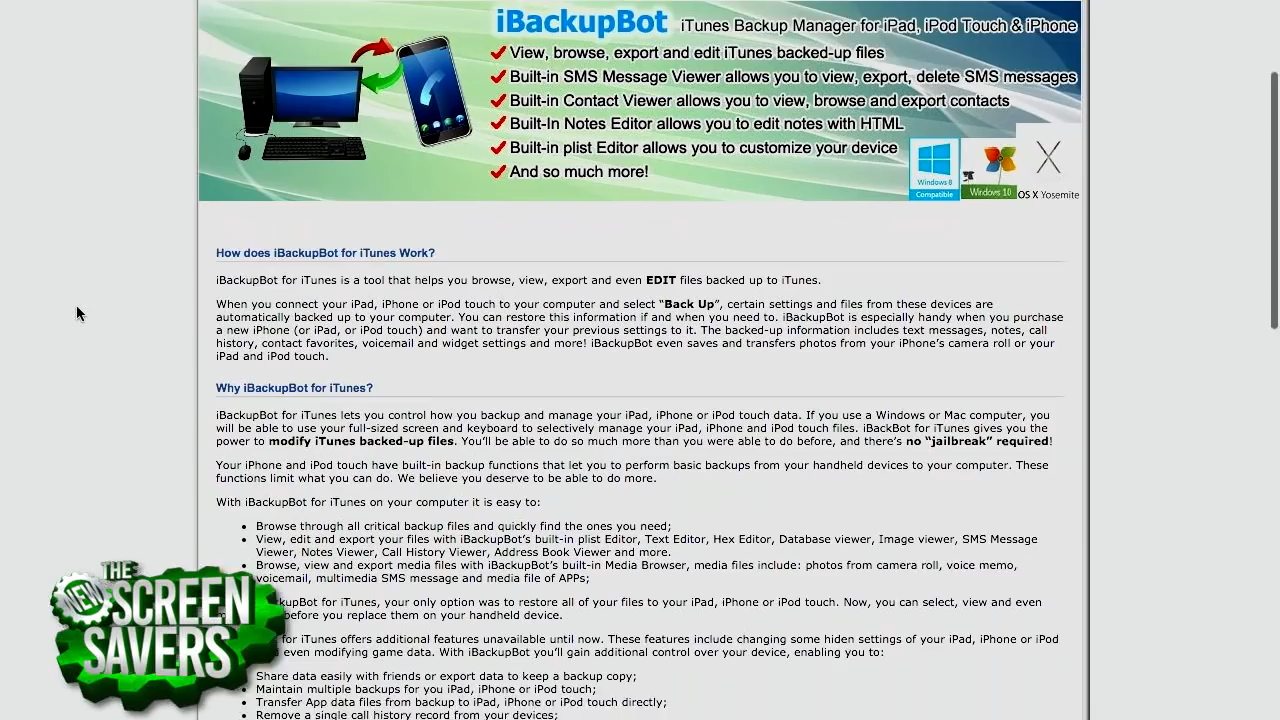 iBackupBot iTunes Backup Manager for iPad, iPod Touch & iPhone
View, browse, export and edit iTunes backed-up files
Built-in SMS Message Viewer allows you to view, export, delete SMS messages
Built-in Contact Viewer allows you to view, browse and export contacts
Built-In Notes Editor allows you to edit notes with HTML
Built-in plist Editor allows you to customize your device
And so much more!
Windows 8
Compatible
Windows 10
OS X Yosemite
How does iBackupBot for iTunes Work?
iBackupBot for iTunes is a tool that helps you browse, view, export and even EDIT files backed up to iTunes.
When you connect your iPad, iPhone or iPod touch to your computer and select “Back Up”, certain settings and files from these devices are
automatically backed up to your computer. You can restore this information if and when you need to. iBackupBot is especially handy when you purchase
a new iPhone (or iPad, or iPod touch) and want to transfer your previous settings to it. The backed-up information includes text messages, notes, call
history, contact favorites, voicemail and widget settings and more! iBackupBot even saves and transfers photos from your iPhone's camera roll or your
iPad and iPod touch.
Why iBackupBot for iTunes?
iBackupBot for iTunes lets you control how you backup and manage your iPad, iPhone or iPod touch data. If you use a Windows or Mac computer, you
will be able to use your full-sized screen and keyboard to selectively manage your iPad, iPhone and iPod touch files. iBackBot for iTunes gives you the
power to modify iTunes backed-up files. You'll be able to do so much more than you were able to do before, and there's no “jailbreak” required!
Your iPhone and iPod touch have built-in backup functions that let you to perform basic backups from your handheld devices to your computer. These
functions limit what you can do. We believe you deserve to be able to do more.
With iBackupBot for iTunes on your computer it is easy to:
Browse through all critical backup files and quickly find the ones you need;
View, edit and export your files with iBackupBot's built-in plist Editor, Text Editor, Hex Editor, Database viewer, Image viewer, SMS Message
Viewer, Notes Viewer, Call History Viewer, Address Book Viewer and more.
Browse, view and export media files with iBackupBot's built-in Media Browser, media files include: photos from camera roll, voice memo,
voicemail, multimedia SMS message and media file of APPs;
kupBot for iTunes, your only option was to restore all of your files to your iPad, iPhone or iPod touch. Now, you can select, view and even
before you replace them on your handheld device.
for iTunes offers additional features unavailable until now. These features include changing some hiden settings of your iPad, iPhone or iPod
even modifying game data. With iBackupBot you'll gain additional control over your device, enabling you to:
Share data easily with friends or export data to keep a backup copy;
Maintain multiple backups for you iPad, iPhone or iPod touch;
Transfer App data files from backup to iPad, iPhone or iPod touch directly;
Remove a single call history record from your devices;
THE
NEW SCREEN
SAVERS